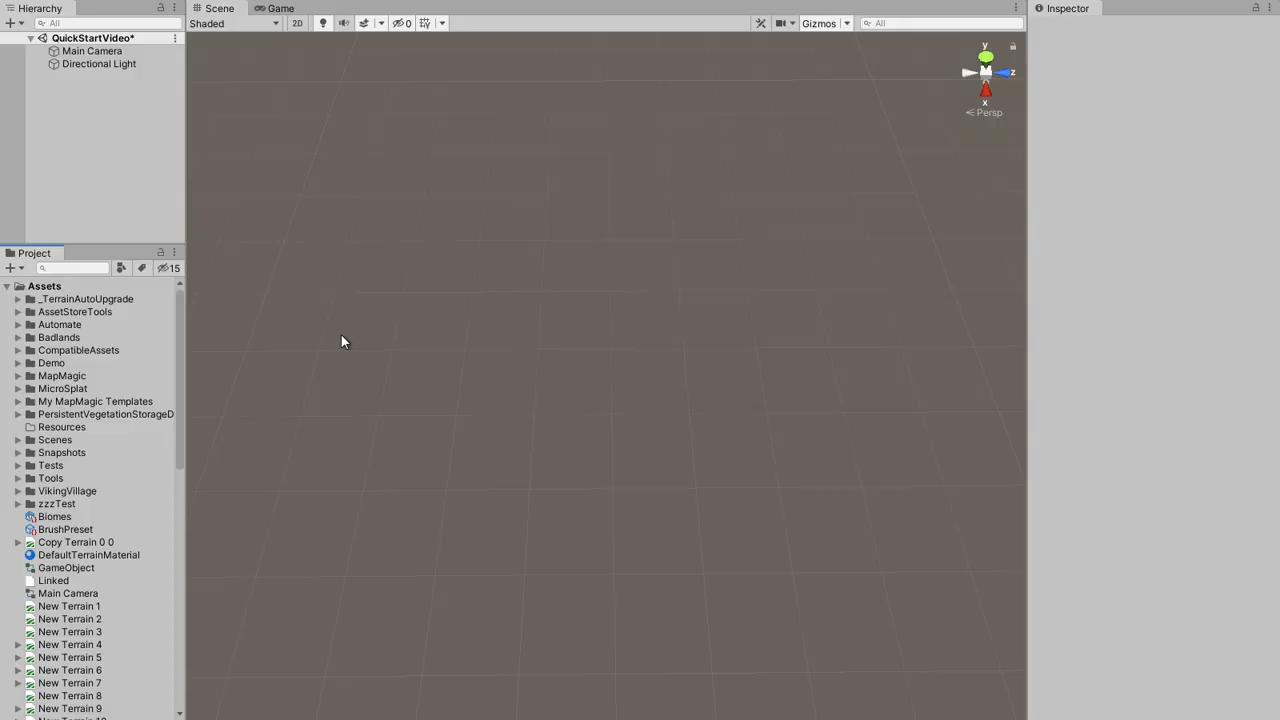 Hierarchy
All
QuickStartVideo*
Main Camera
Directional Light
Project
15
Assets
_TerrainAutoUpgrade
AssetStoreTools
Automate
Badlands
CompatibleAssets
Demo
MapMagic
MicroSplat
My MapMagic Templates
PersistentVegetationStorageD
Resources
Scenes
Snapshots
Tests
Tools
VikingVillage
zzzTest
Biomes
BrushPreset
Copy Terrain 0 0
DefaultTerrainMaterial
GameObject
Linked
Main Camera
New Terrain 1
New Terrain 2
New Terrain 3
New Terrain 4
New Terrain 5
New Terrain 6
New Terrain 7
New Terrain 8
New Terrain 9
Scene
Game
Shaded
2D
0
Gizmos
All
y
z
x
Persp
Inspector